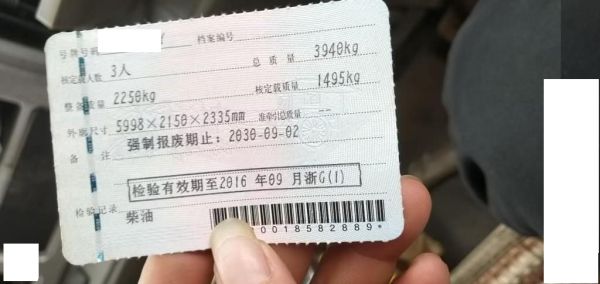 号牌号码 档案编号
核定载人数 3人 总质量 3940kg
整备质量 2250kg 核定载质量 1495kg
外廓尺寸 5998×2150×2335mm 准牵引总质量 --
备注 强制报废期止：2030-09-02
检验有效期至2016年09月浙G(1)
检验记录 柴油
*